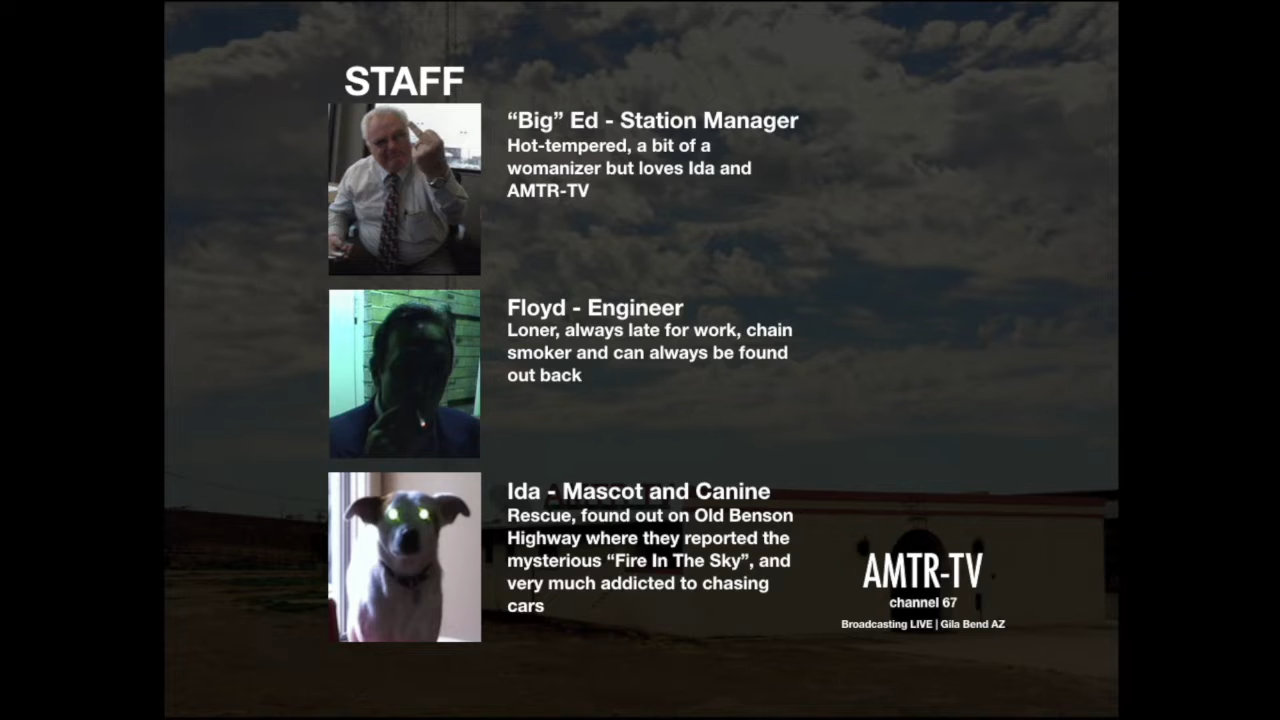 STAFF
“Big” Ed - Station Manager
Hot-tempered, a bit of a
womanizer but loves Ida and
AMTR-TV
Floyd - Engineer
Loner, always late for work, chain
smoker and can always be found
out back
Ida - Mascot and Canine
Rescue, found out on Old Benson
Highway where they reported the
mysterious “Fire In The Sky”, and
very much addicted to chasing
cars
AMTR-TV
channel 67
Broadcasting LIVE | Gila Bend AZ